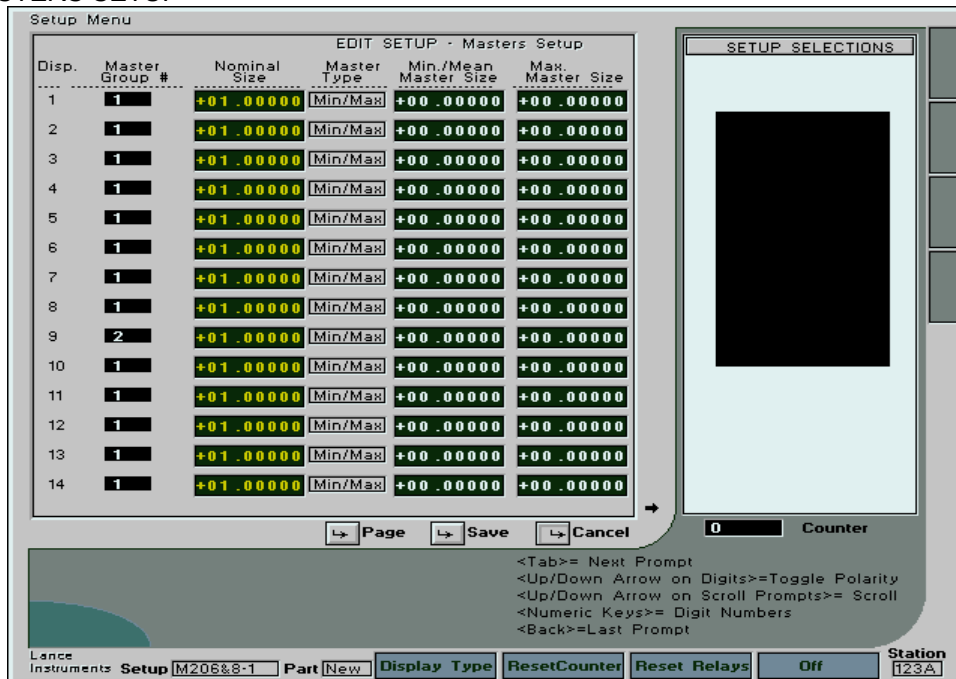 Setup Menu
EDIT SETUP - Masters Setup
Disp. Master Group # Nominal Size Master Type Min./Mean Master Size Max. Master Size
1 1 +01.00000 Min/Max +00.00000 +00.00000
2 1 +01.00000 Min/Max +00.00000 +00.00000
3 1 +01.00000 Min/Max +00.00000 +00.00000
4 1 +01.00000 Min/Max +00.00000 +00.00000
5 1 +01.00000 Min/Max +00.00000 +00.00000
6 1 +01.00000 Min/Max +00.00000 +00.00000
7 1 +01.00000 Min/Max +00.00000 +00.00000
8 1 +01.00000 Min/Max +00.00000 +00.00000
9 2 +01.00000 Min/Max +00.00000 +00.00000
10 1 +01.00000 Min/Max +00.00000 +00.00000
11 1 +01.00000 Min/Max +00.00000 +00.00000
12 1 +01.00000 Min/Max +00.00000 +00.00000
13 1 +01.00000 Min/Max +00.00000 +00.00000
14 1 +01.00000 Min/Max +00.00000 +00.00000
Page Save Cancel
SETUP SELECTIONS
0 Counter
<Tab>= Next Prompt
<Up/Down Arrow on Digits>=Toggle Polarity
<Up/Down Arrow on Scroll Prompts>= Scroll
<Numeric Keys>= Digit Numbers
<Back>=Last Prompt
Lance
Instruments Setup M206&8-1 Part New Display Type ResetCounter Reset Relays Off
Station
123A